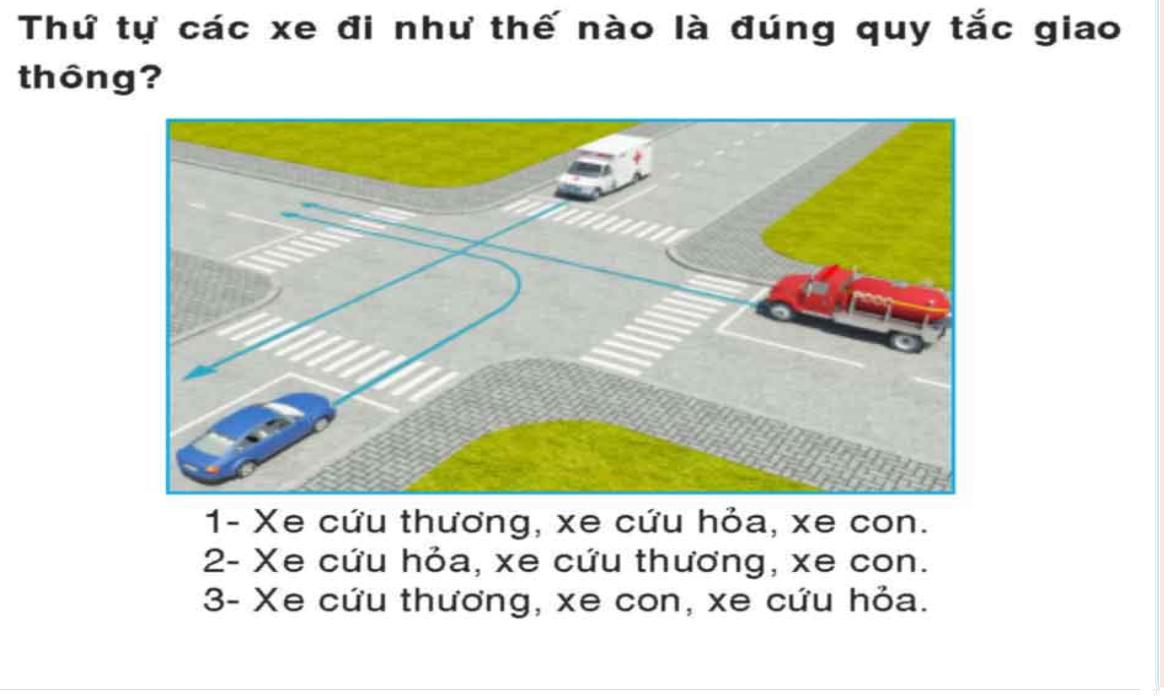 Thứ tự các xe đi như thế nào là đúng quy tắc giao
thông?
1- Xe cứu thương, xe cứu hỏa, xe con.
2- Xe cứu hỏa, xe cứu thương, xe con.
3- Xe cứu thương, xe con, xe cứu hỏa.